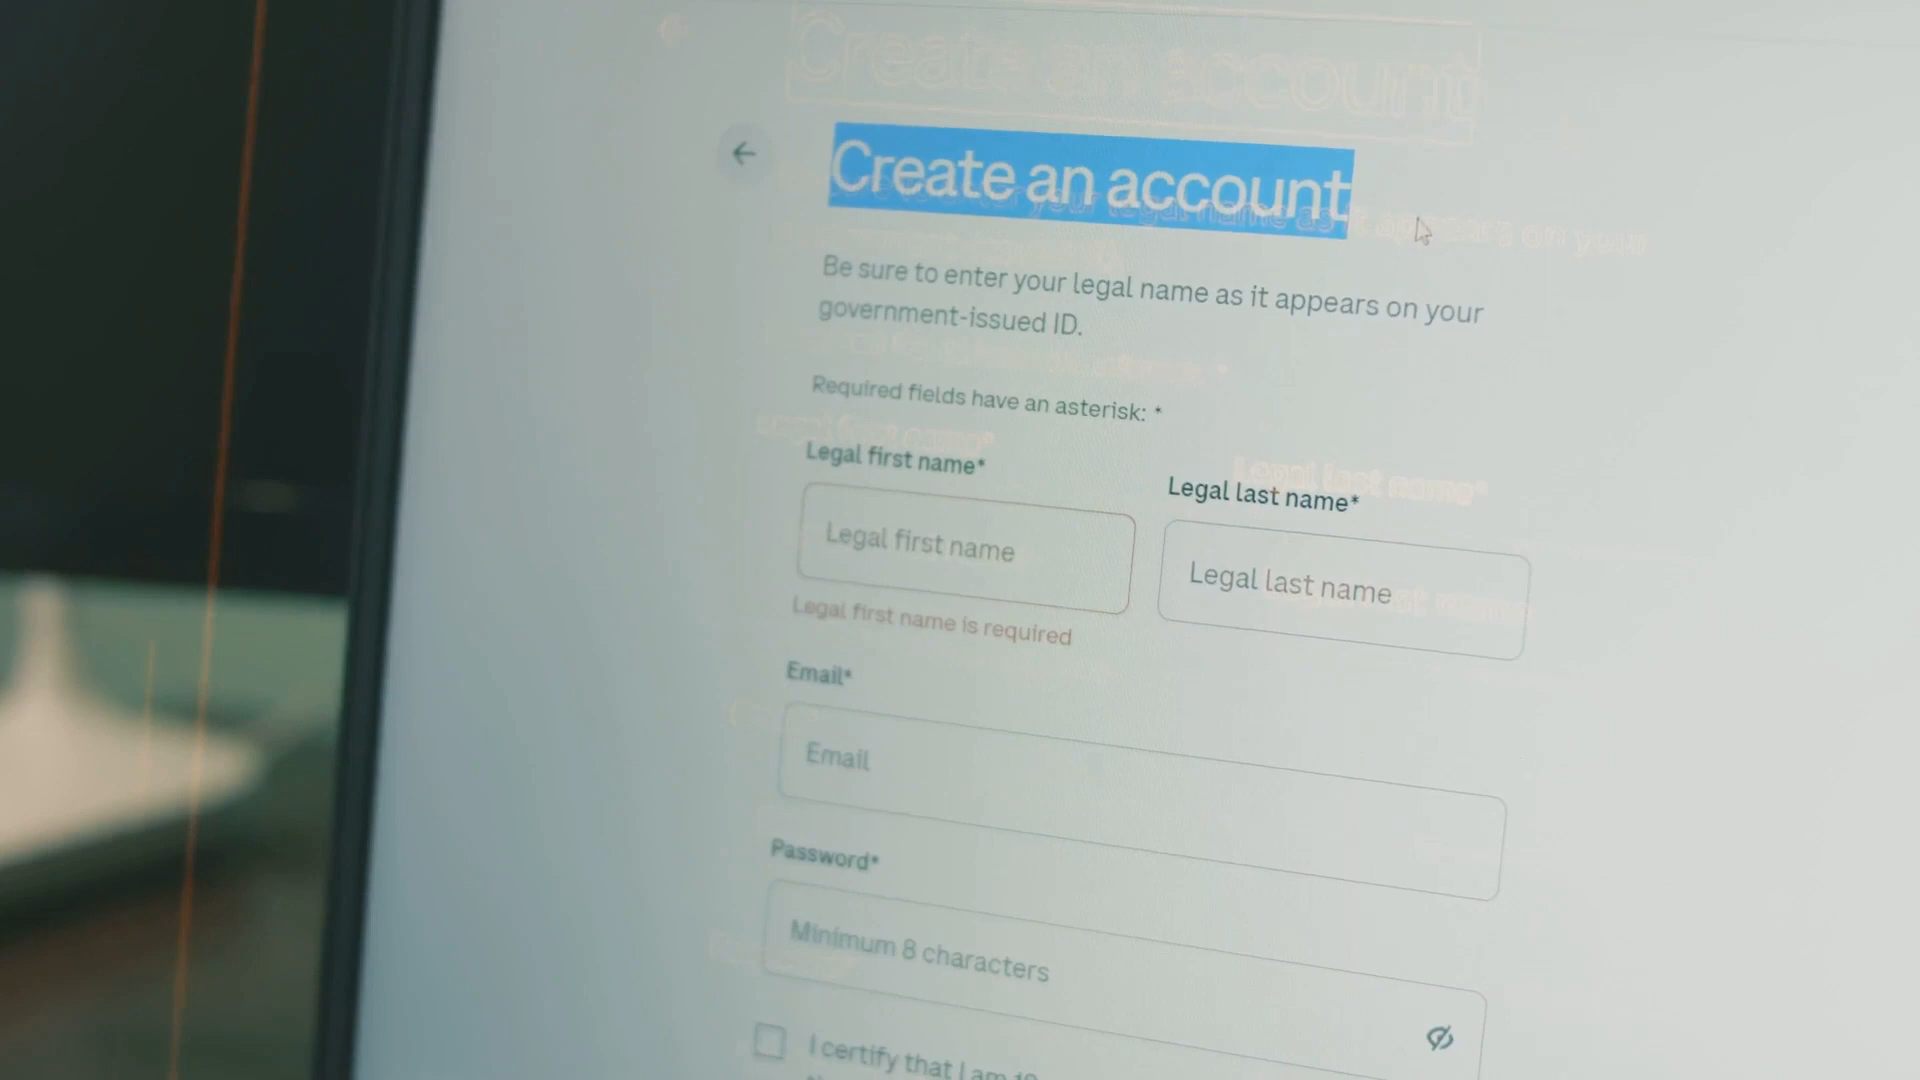 Create an account
Be sure to enter your legal name as it appears on your
government-issued ID.
Required fields have an asterisk: *
Legal first name*
Legal last name*
Legal first name
Legal last name
Legal first name is required
Email*
Email
Password*
Minimum 8 characters
I certify that I am